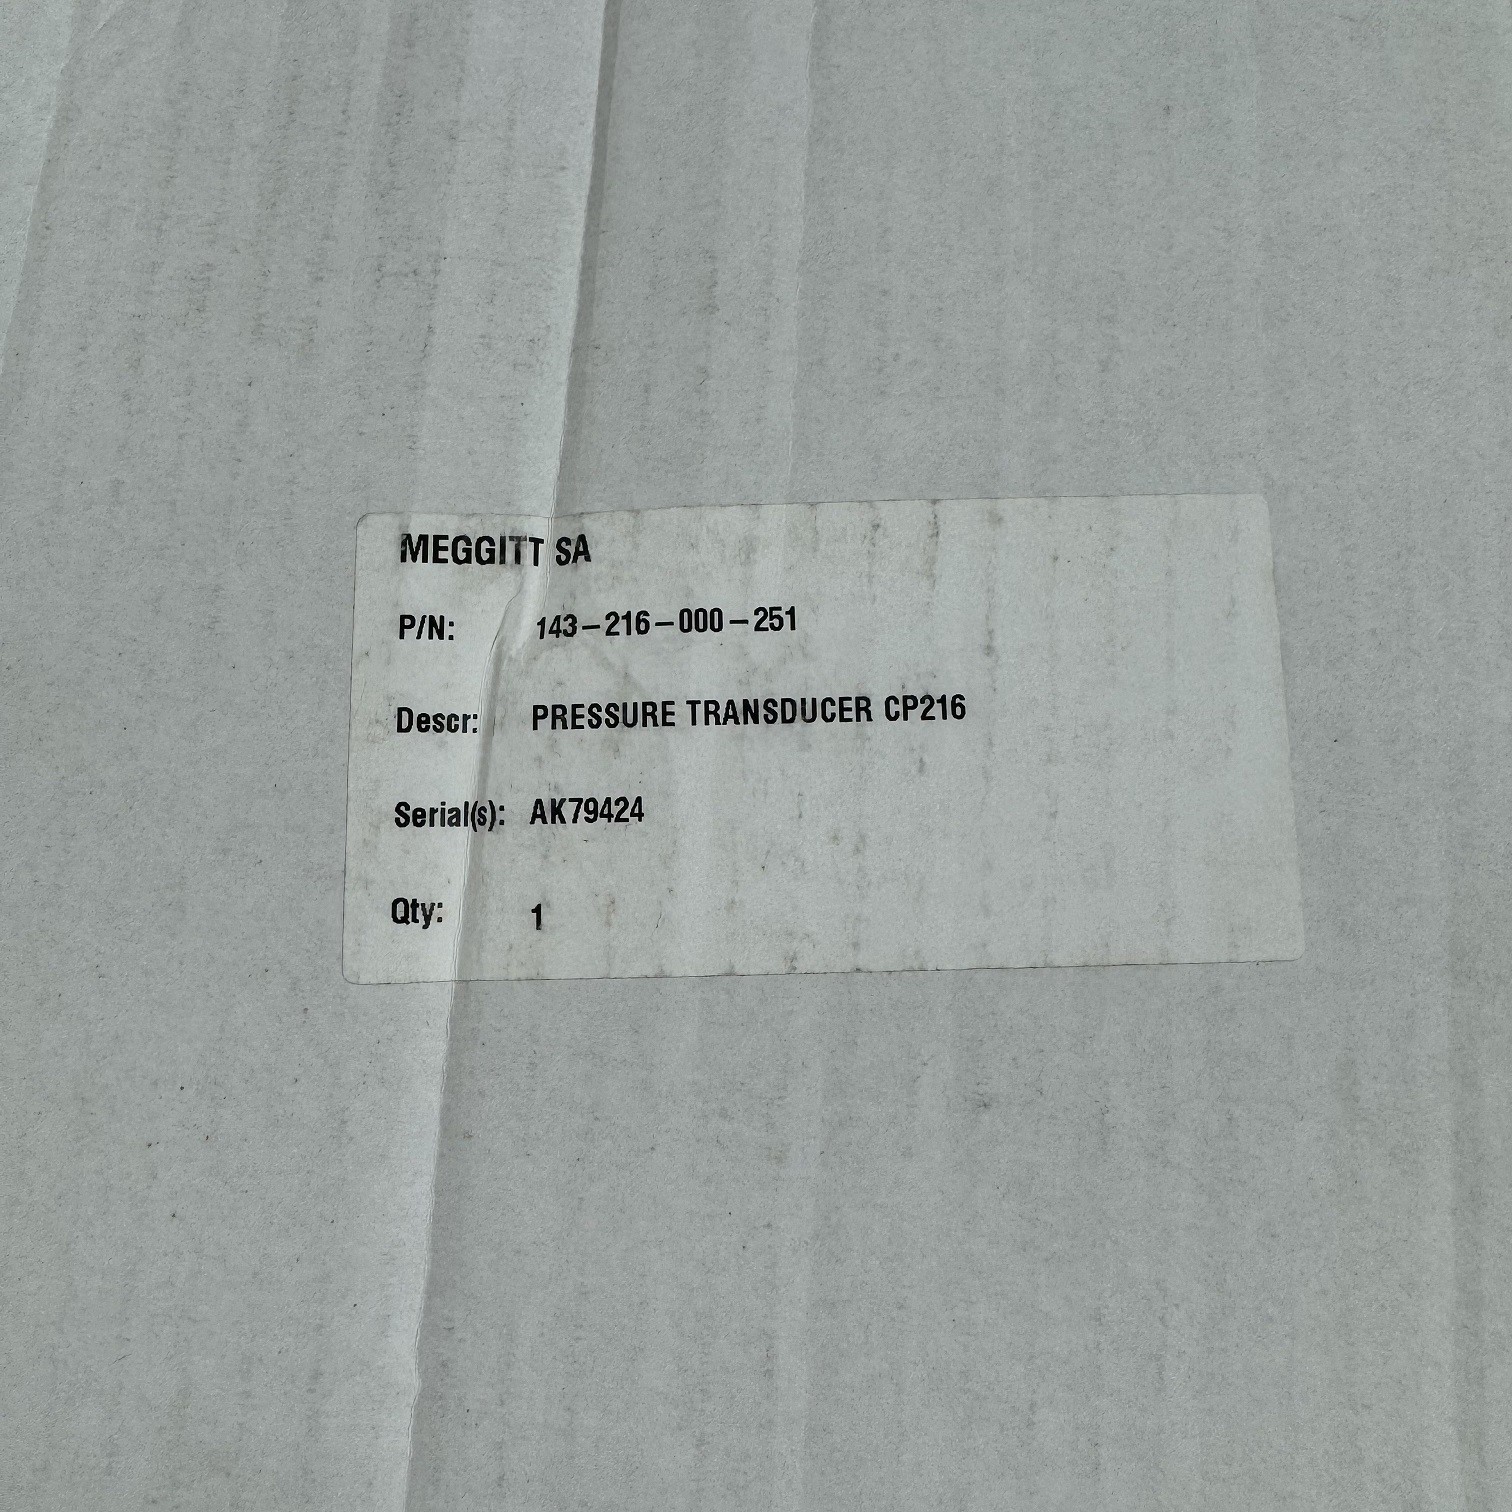 MEGGITT SA
P/N: 143-216-000-251
Descr: PRESSURE TRANSDUCER CP216
Serial(s): AK79424
Qty: 1